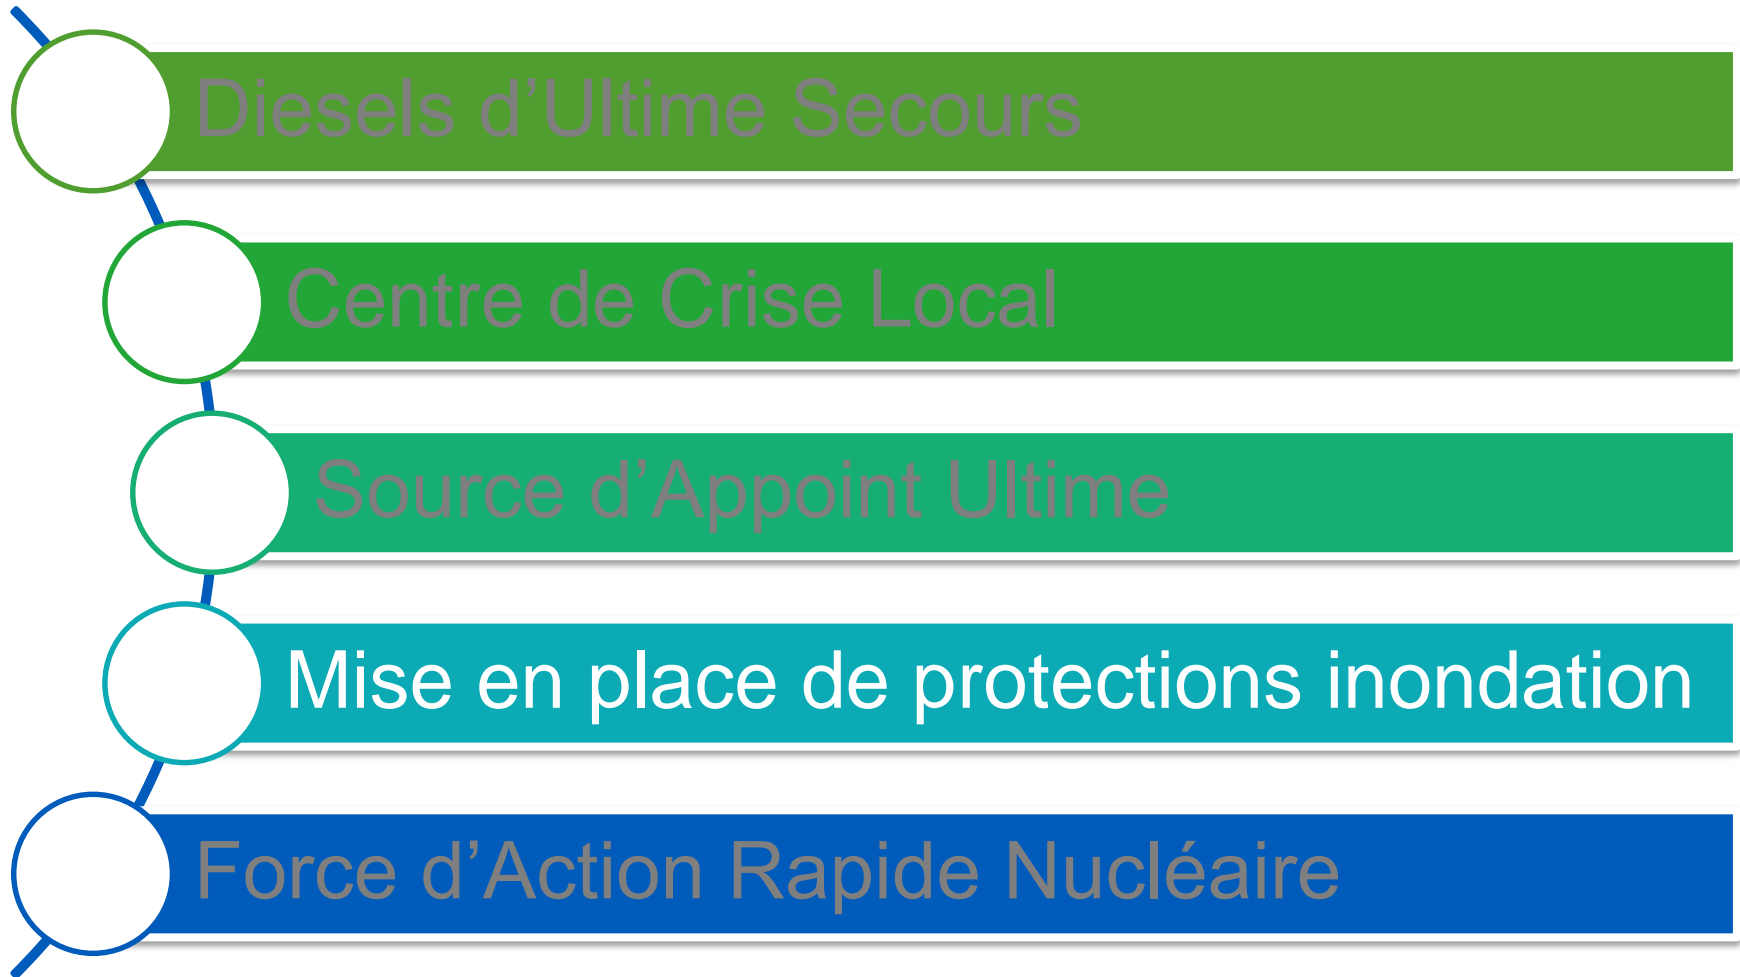 Diesels d’Ultime Secours
Centre de Crise Local
Source d’Appoint Ultime
Mise en place de protections inondation
Force d’Action Rapide Nucléaire